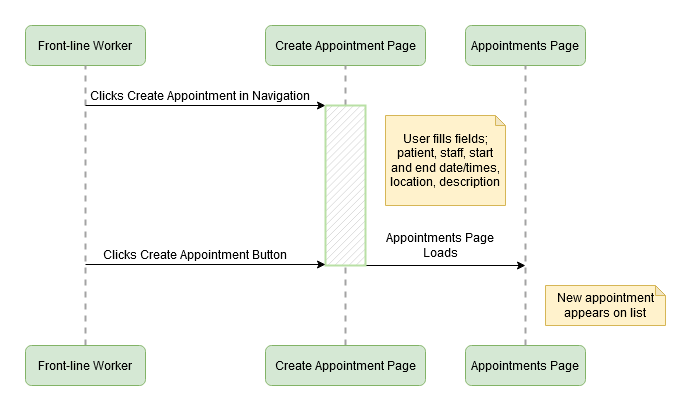 Front-line Worker
Create Appointment Page
Appointments Page
Clicks Create Appointment in Navigation
User fills fields;
patient, staff, start
and end date/times,
location, description
Clicks Create Appointment Button
Appointments Page
Loads
New appointment
appears on list
Front-line Worker
Create Appointment Page
Appointments Page